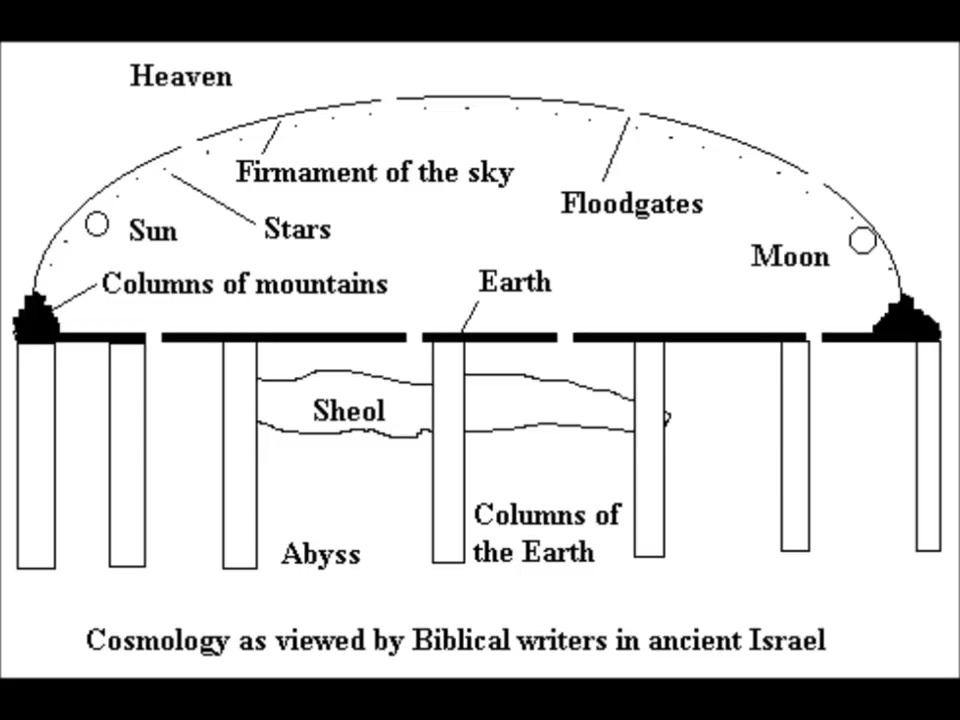 Heaven
Firmament of the sky
Floodgates
Sun
Stars
Moon
Columns of mountains
Earth
Sheol
Columns of
the Earth
Abyss
Cosmology as viewed by Biblical writers in ancient Israel